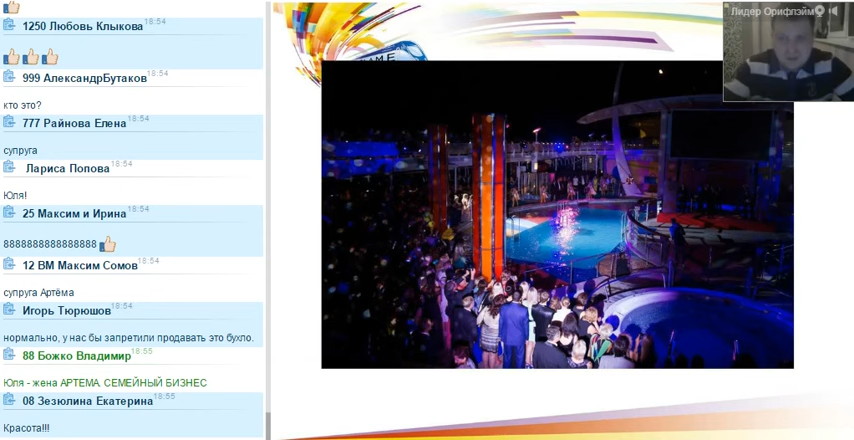 1250 Любовь Клыкова 18:54
999 АлександрБутаков 18:54
кто это?
777 Райнова Елена 18:54
супруга
Лариса Попова 18:54
Юля!
25 Максим и Ирина 18:54
8888888888888888
12 ВМ Максим Сомов 18:54
супруга Артёма
Игорь Тюрюшов 18:54
нормально, у нас бы запретили продавать это бухло.
88 Божко Владимир 18:55
Юля - жена АРТЕМА. СЕМЕЙНЫЙ БИЗНЕС
08 Зезюлина Екатерина 18:55
Красота!!!
Лидер Орифлэйм